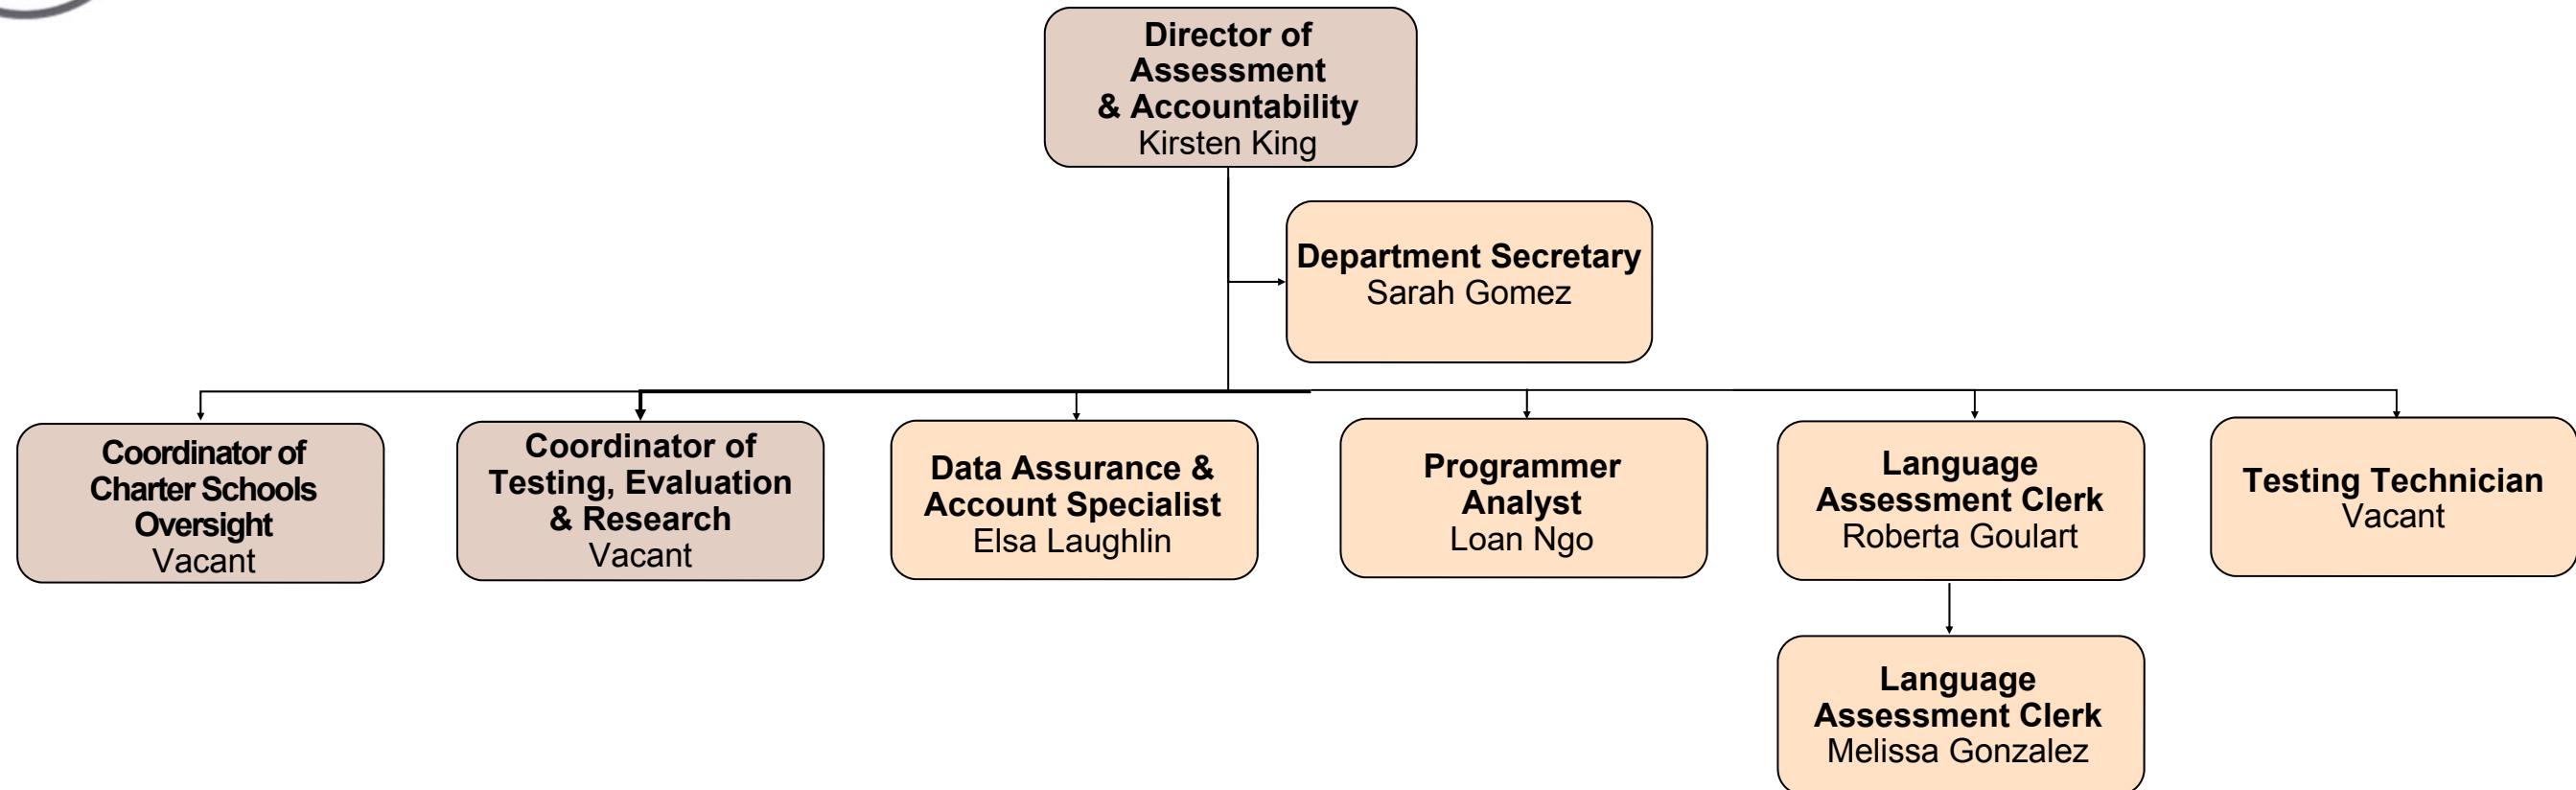 Director of
Assessment
& Accountability
Kirsten King
Department Secretary
Sarah Gomez
Coordinator of
Charter Schools
Oversight
Vacant
Coordinator of
Testing, Evaluation
& Research
Vacant
Data Assurance &
Account Specialist
Elsa Laughlin
Programmer
Analyst
Loan Ngo
Language
Assessment Clerk
Roberta Goulart
Testing Technician
Vacant
Language
Assessment Clerk
Melissa Gonzalez